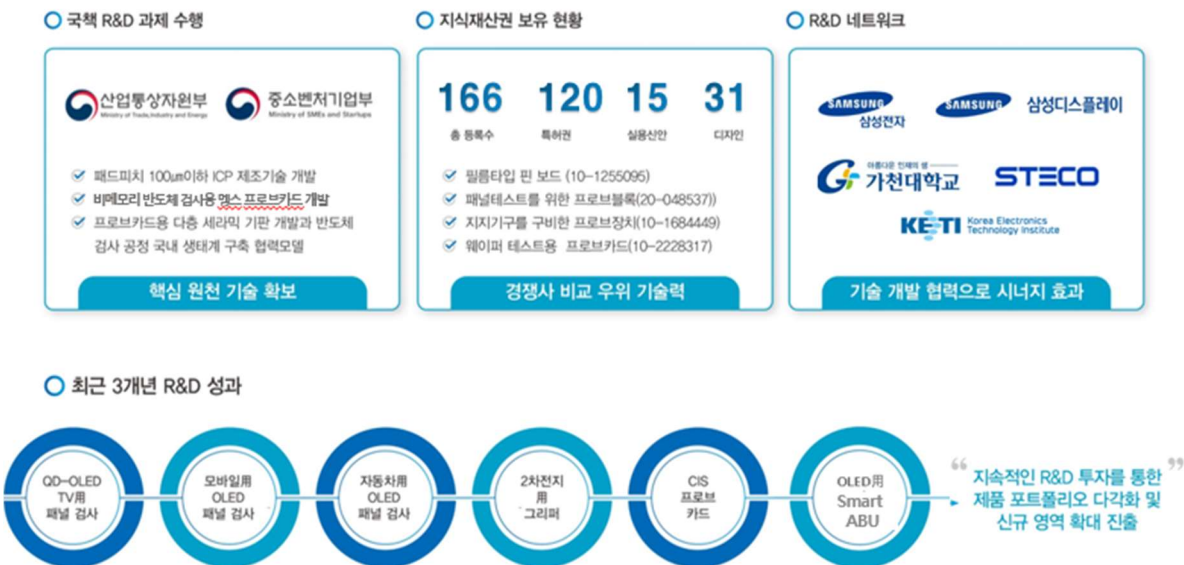 국책 R&D 과제 수행
산업통상자원부
Ministry of Trade, Industry and Energy
중소벤처기업부
Ministry of SMEs and Startups
패드피치 100㎛이하 ICP 제조기술 개발
비메모리 반도체 검사용 멤스 프로브카드 개발
프로브카드용 다층 세라믹 기판 개발과 반도체
검사 공정 국내 생태계 구축 협력모델
핵심 원천 기술 확보
지식재산권 보유 현황
166 120 15 31
총 등록수 특허권 실용신안 디자인
필름타입 핀 보드 (10-1255095)
패널테스트를 위한 프로브블록(20-048537))
지지기구를 구비한 프로브장치(10-1684449)
웨이퍼 테스트용 프로브카드(10-2228317)
경쟁사 비교 우위 기술력
R&D 네트워크
SAMSUNG
삼성전자
SAMSUNG 삼성디스플레이
아름다운 인재의 샘
가천대학교
STECO
KETI
Korea Electronics
Technology Institute
기술 개발 협력으로 시너지 효과
최근 3개년 R&D 성과
QD-OLED
TV用
패널 검사
모바일用
OLED
패널 검사
자동차用
OLED
패널 검사
2차전지
用
그리퍼
CIS
프로브
카드
OLED用
Smart
ABU
“ 지속적인 R&D 투자를 통한 ”
제품 포트폴리오 다각화 및
신규 영역 확대 진출